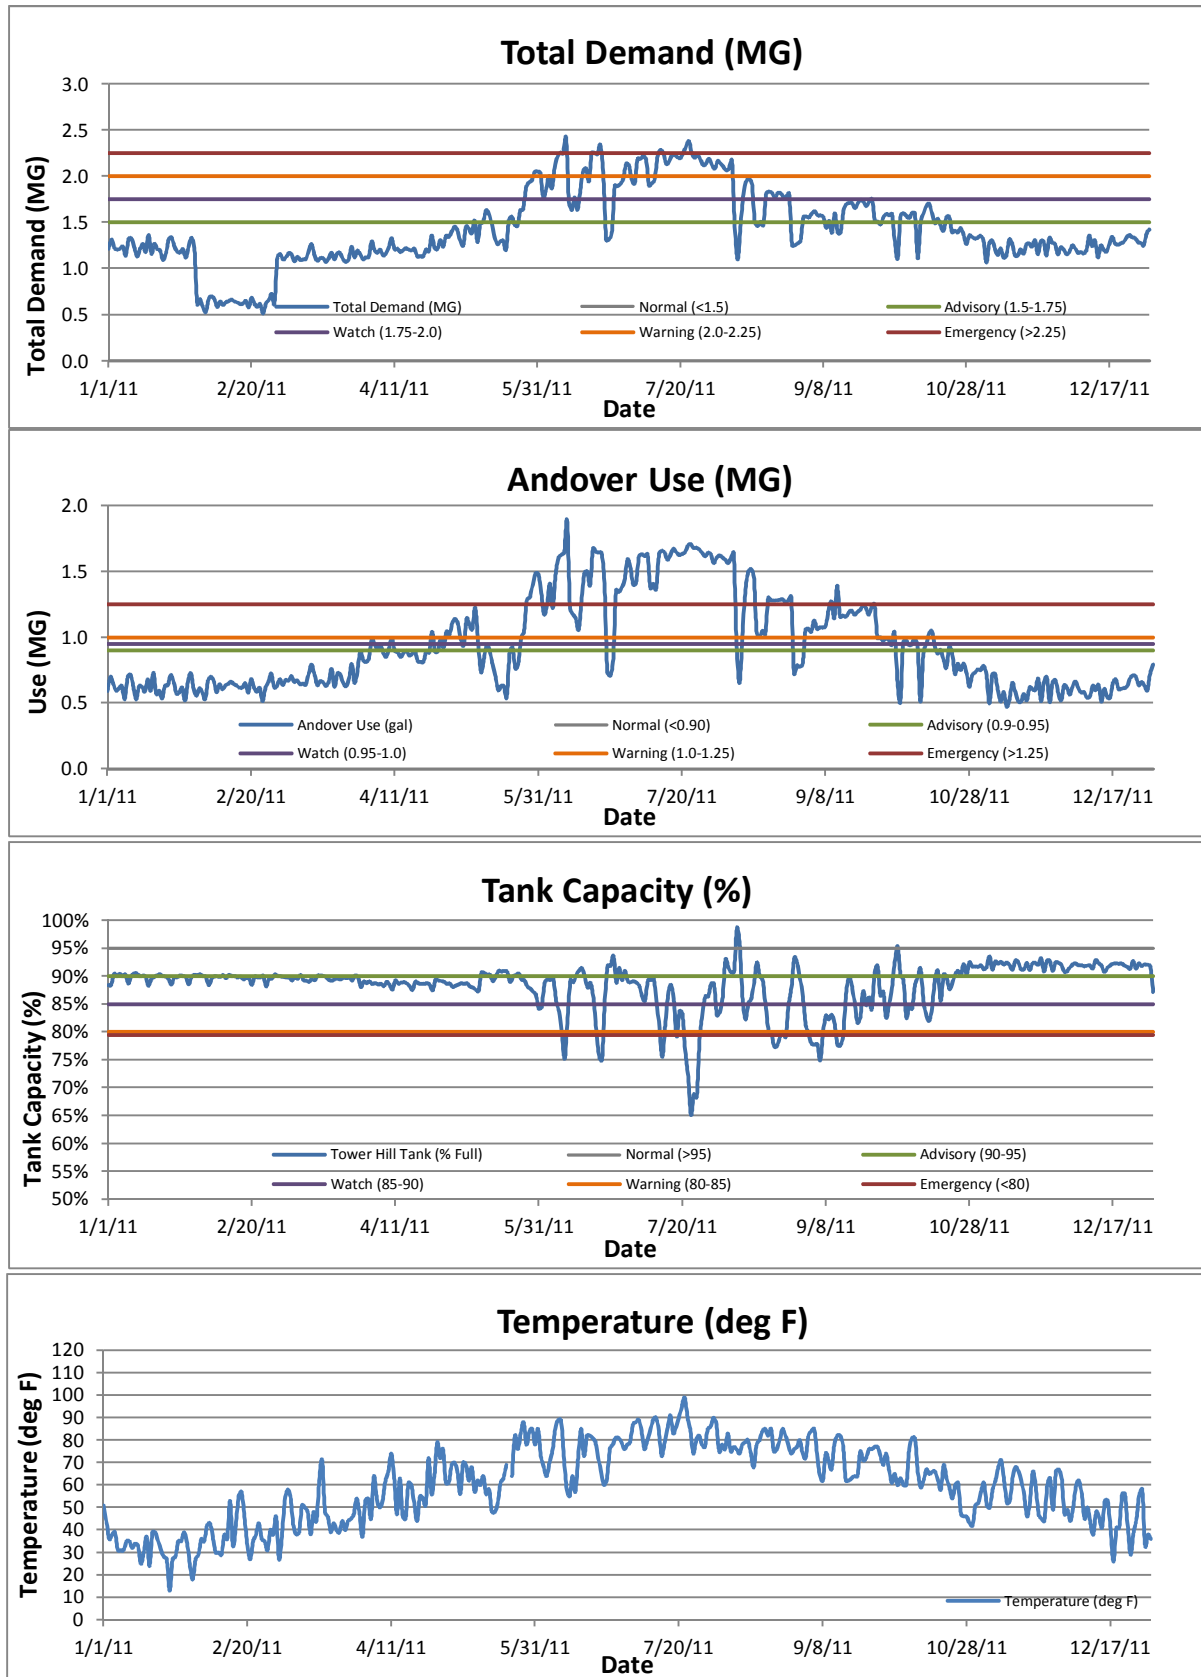 Total Demand (MG)
3.0
2.5
2.0
1.5
1.0
0.5
0.0
Total Demand (MG)
Total Demand (MG) Normal (<1.5) Advisory (1.5-1.75)
Watch (1.75-2.0) Warning (2.0-2.25) Emergency (>2.25)
1/1/11 2/20/11 4/11/11 5/31/11 7/20/11 9/8/11 10/28/11 12/17/11
Date
Andover Use (MG)
2.0
1.5
1.0
0.5
0.0
Use (MG)
Andover Use (gal) Normal (<0.90) Advisory (0.9-0.95)
Watch (0.95-1.0) Warning (1.0-1.25) Emergency (>1.25)
1/1/11 2/20/11 4/11/11 5/31/11 7/20/11 9/8/11 10/28/11 12/17/11
Date
Tank Capacity (%)
100%
95%
90%
85%
80%
75%
70%
65%
60%
55%
50%
Tank Capacity (%)
Tower Hill Tank (% Full) Normal (>95) Advisory (90-95)
Watch (85-90) Warning (80-85) Emergency (<80)
1/1/11 2/20/11 4/11/11 5/31/11 7/20/11 9/8/11 10/28/11 12/17/11
Date
Temperature (deg F)
120
110
100
90
80
70
60
50
40
30
20
10
0
Temperature (deg F)
Temperature (deg F)
1/1/11 2/20/11 4/11/11 5/31/11 7/20/11 9/8/11 10/28/11 12/17/11
Date